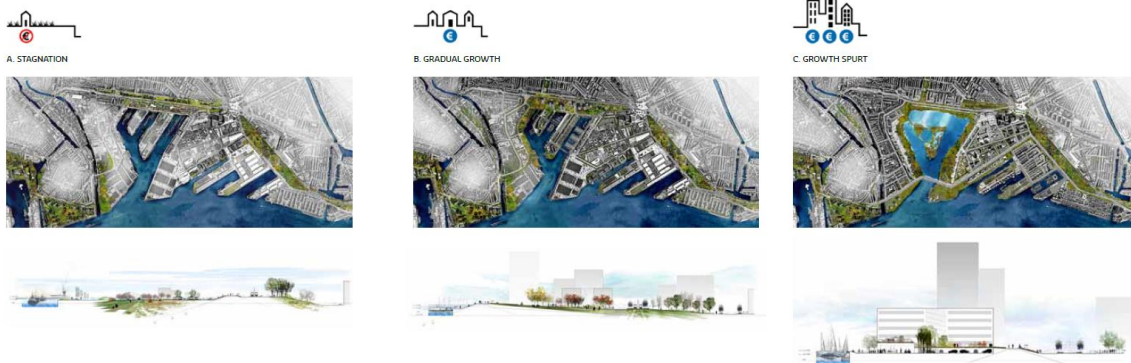 €
€
€ € €
A. STAGNATION
B. GRADUAL GROWTH
C. GROWTH SPURT